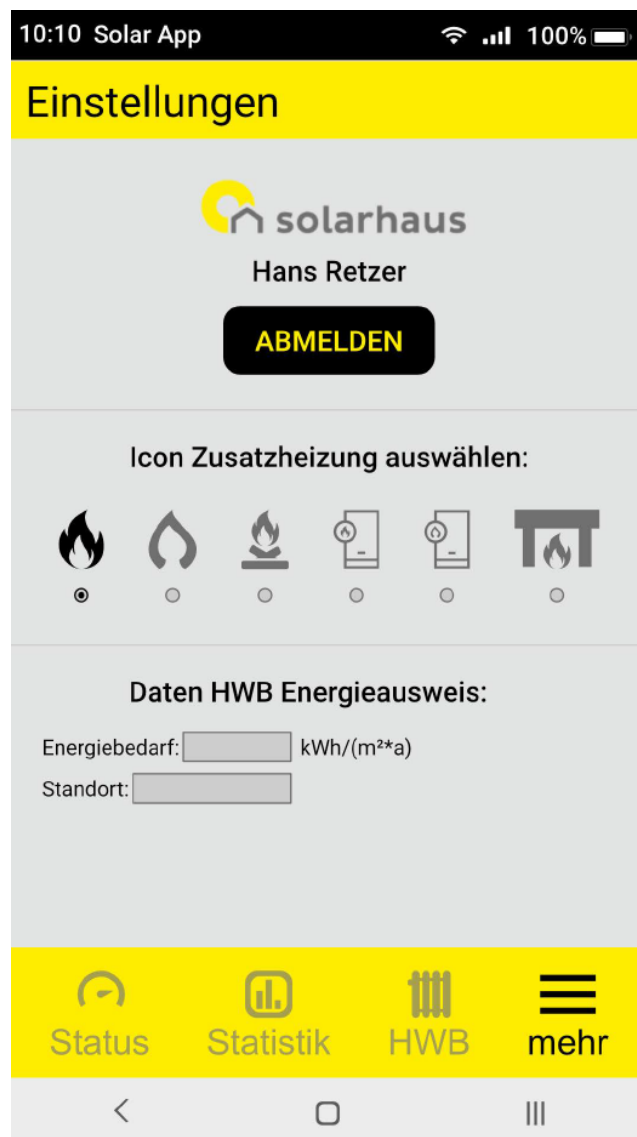 10:10 Solar App 100%
Einstellungen
solarhaus
Hans Retzer
ABMELDEN
Icon Zusatzheizung auswählen:
Daten HWB Energieausweis:
Energiebedarf: kWh/(m²*a)
Standort:
Status Statistik HWB mehr